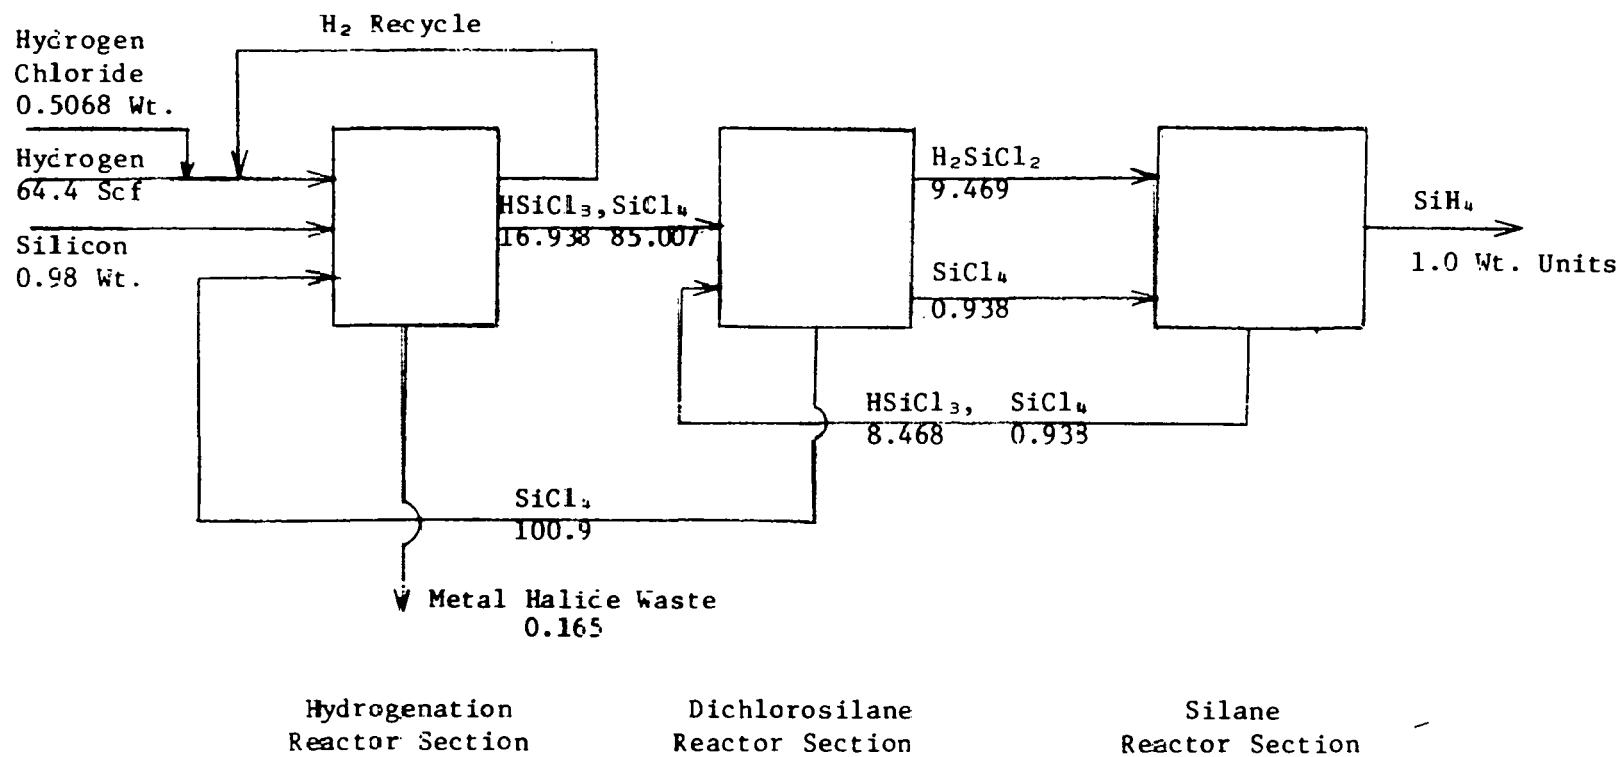 H₂ Recycle
Hydrogen
Chloride
0.5068 Wt.
Hydrogen
64.4 Scf
Silicon
0.98 Wt.
HSiCl₃, SiCl₄
16.938 85.007
H₂SiCl₂
9.469
SiCl₄
0.938
SiH₄
1.0 Wt. Units
HSiCl₃, SiCl₄
8.468 0.933
SiCl₄
100.9
Metal Halice Waste
0.165
Hydrogenation
Reactor Section
Dichlorosilane
Reactor Section
Silane
Reactor Section